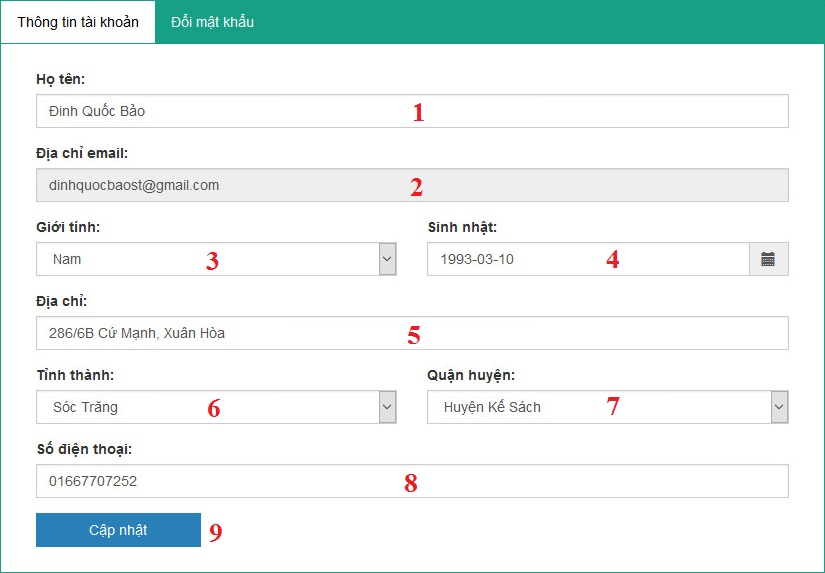 Thông tin tài khoản Đổi mật khẩu
Họ tên:
Đinh Quốc Bảo 1
Địa chỉ email:
dinhquocbaost@gmail.com 2
Giới tính: Sinh nhật:
Nam 3 1993-03-10 4
Địa chỉ:
286/6B Cứ Mạnh, Xuân Hòa 5
Tỉnh thành: Quận huyện:
Sóc Trăng 6 Huyện Kế Sách 7
Số điện thoại:
01667707252 8
Cập nhật 9